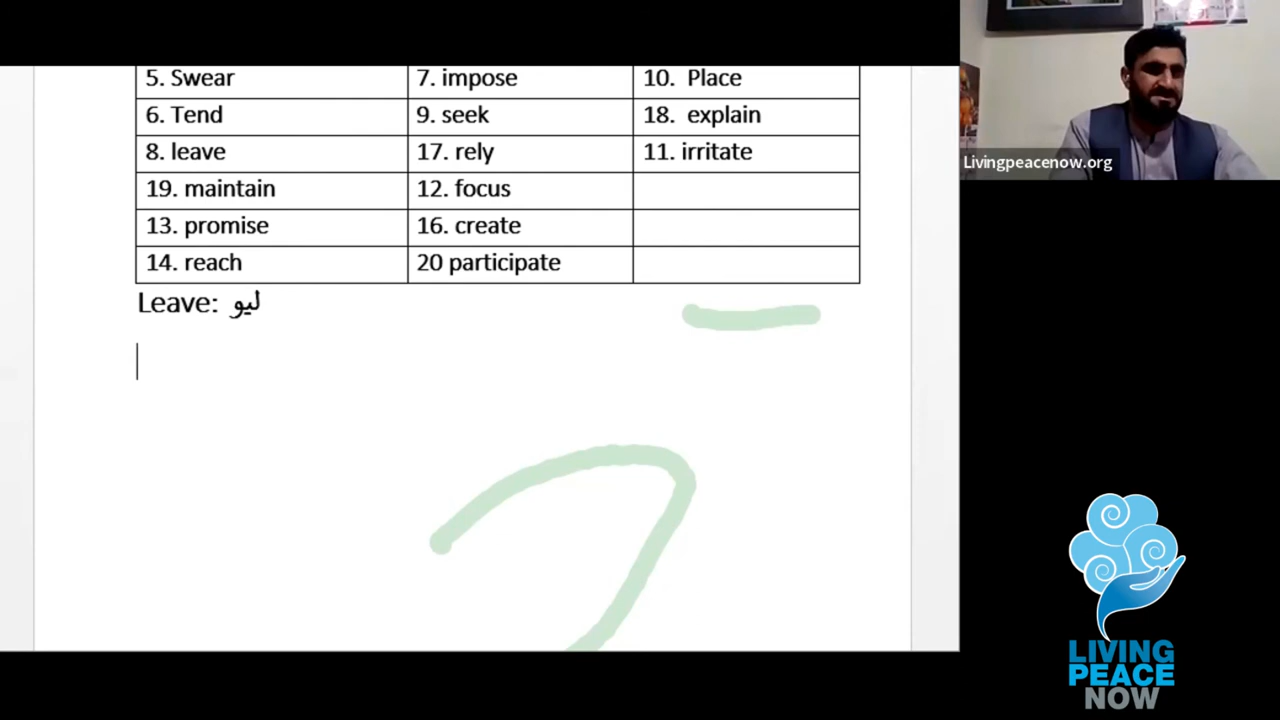 5. Swear 7. impose 10. Place
6. Tend 9. seek 18. explain
8. leave 17. rely 11. irritate
19. maintain 12. focus
13. promise 16. create
14. reach 20 participate
Leave: ليو
Livingpeacenow.org
LIVING
PEACE
NOW